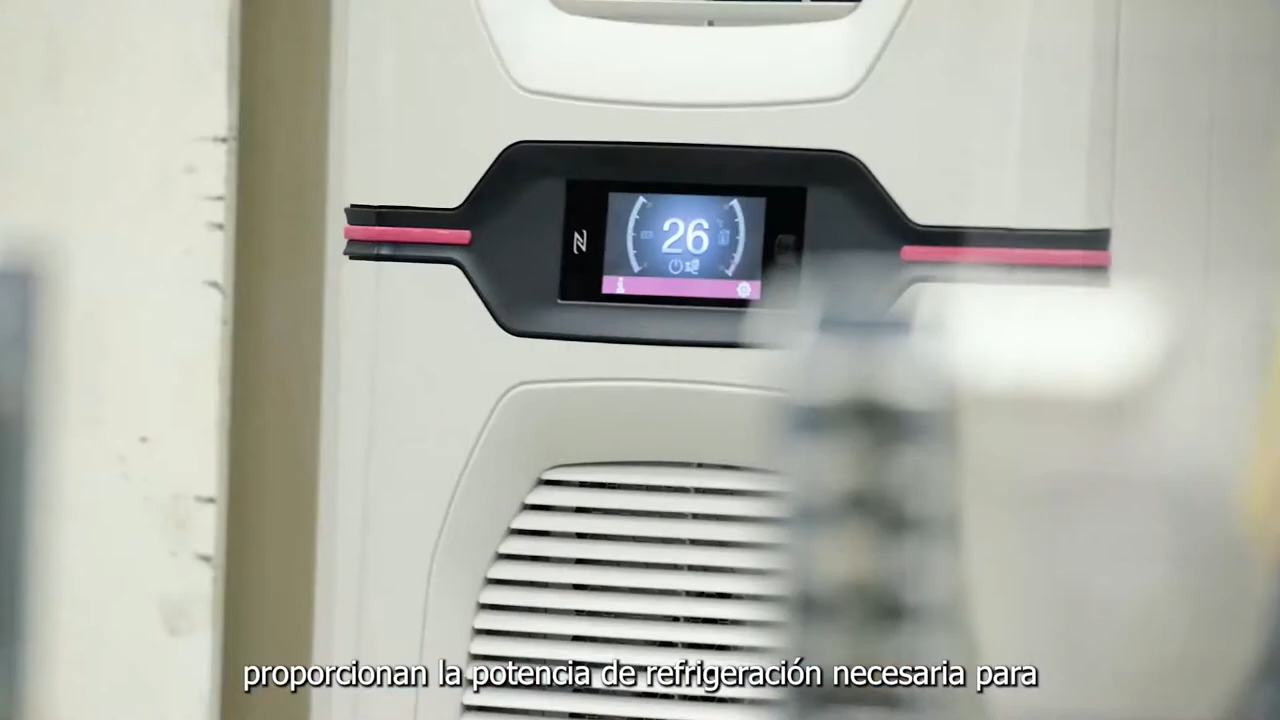 26
proporcionan la potencia de refrigeración necesaria para